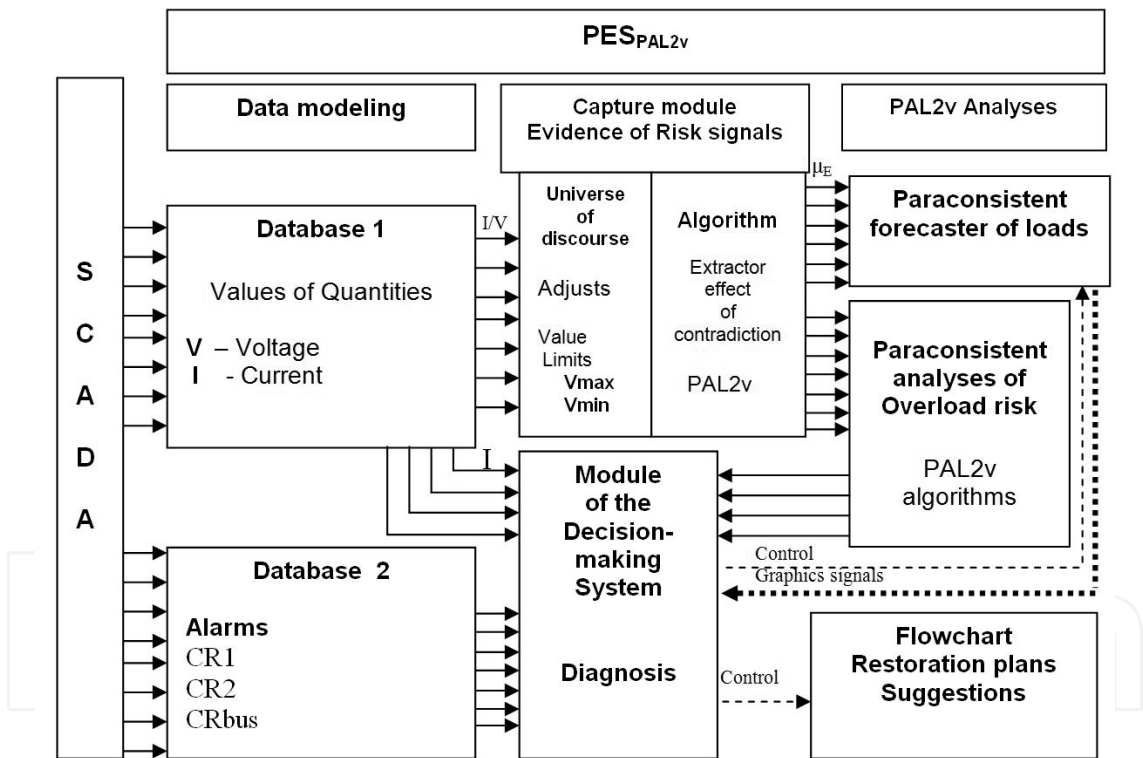 PESPAL2v
Data modeling
Capture module
Evidence of Risk signals
PAL2v Analyses
S
C
A
D
A
Database 1
Values of Quantities
V – Voltage
I - Current
I/V
Universe
of
discourse
Adjusts
Value
Limits
Vmax
Vmin
Algorithm
Extractor
effect
of
contradiction
PAL2v
μE
Paraconsistent
forecaster of loads
Paraconsistent
analyses of
Overload risk
PAL2v
algorithms
I
Module
of the
Decision-
making
System
Diagnosis
Control
Graphics signals
Database 2
Alarms
CR1
CR2
CRbus
Control
Flowchart
Restoration plans
Suggestions